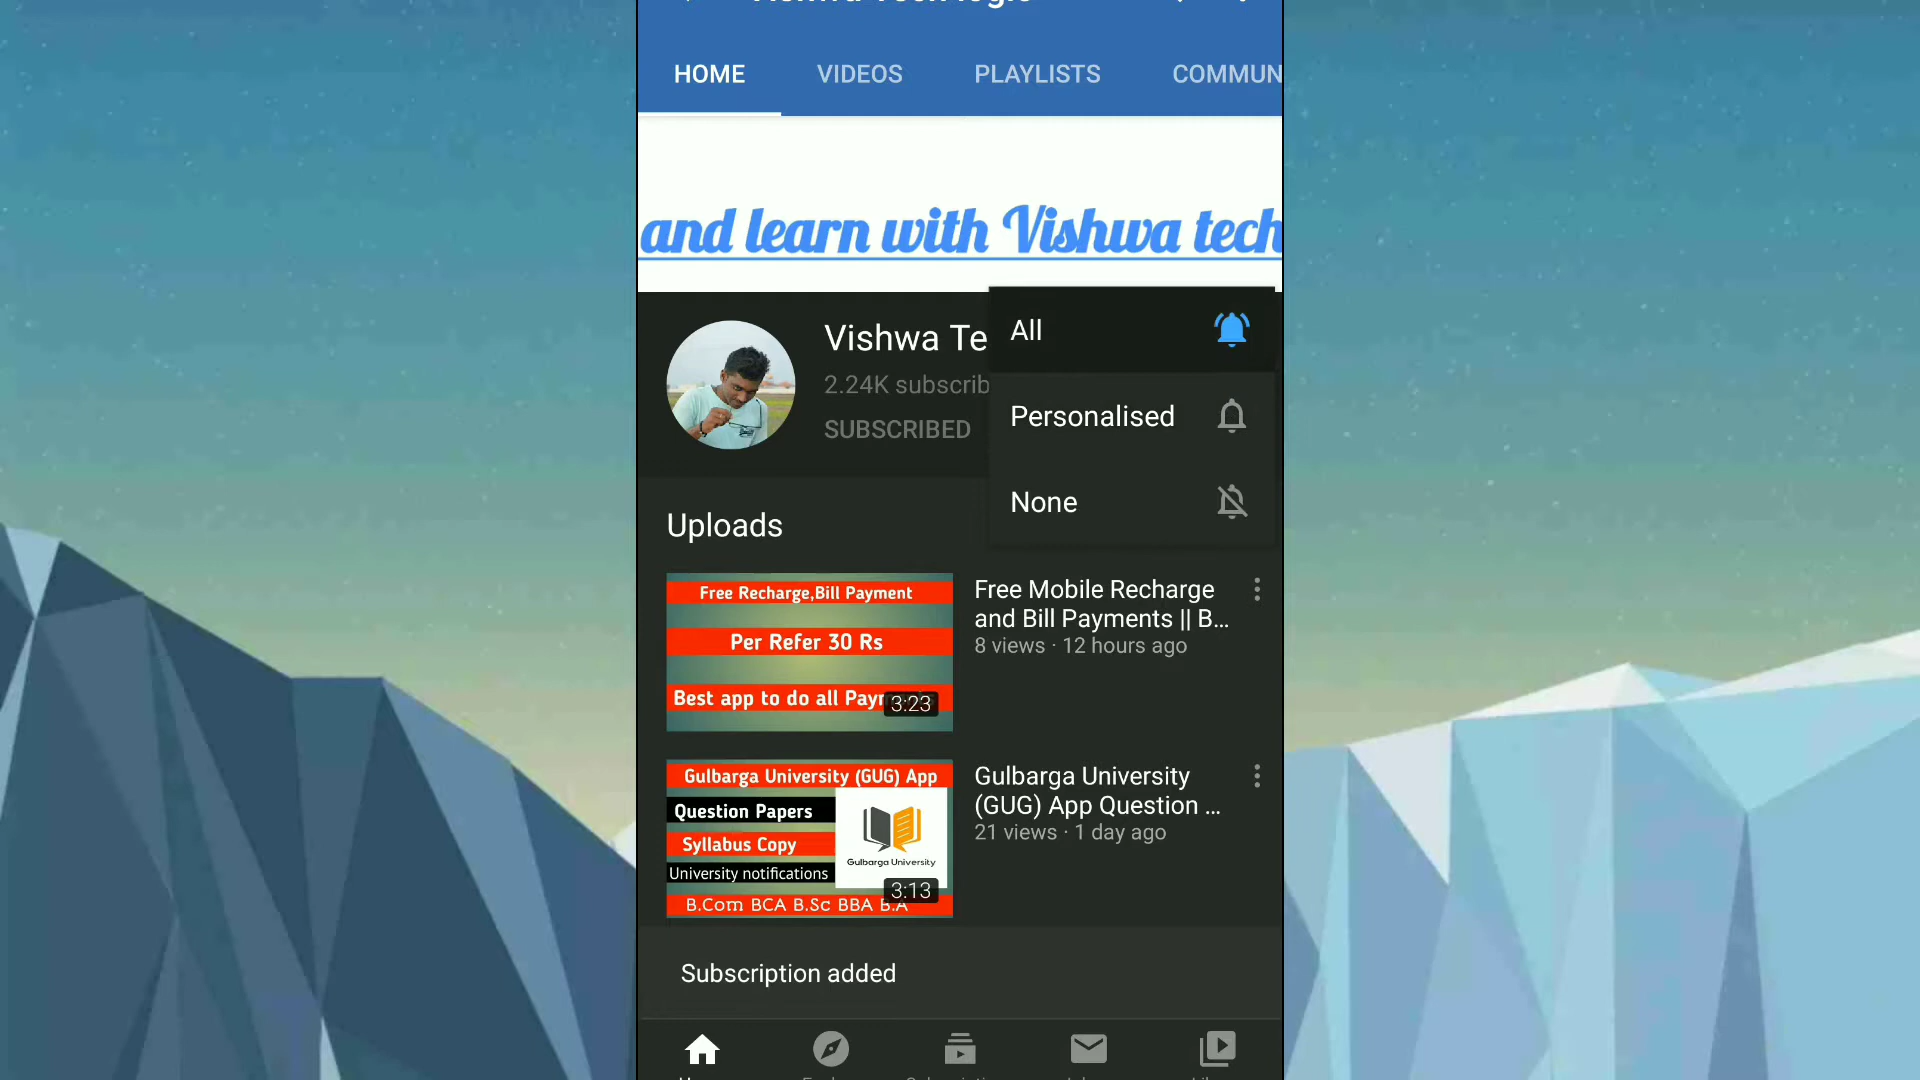 HOME VIDEOS PLAYLISTS COMMUN
and learn with Vishwa tech
Vishwa Te
2.24K subscrib
SUBSCRIBED
All
Personalised
None
Uploads
Free Recharge,Bill Payment
Per Refer 30 Rs
Best app to do all Paym
3:23
Free Mobile Recharge
and Bill Payments || B...
8 views · 12 hours ago
Gulbarga University (GUG) App
Question Papers
Syllabus Copy
University notifications
B.Com BCA B.Sc BBA B.A
Gulbarga University
3:13
Gulbarga University
(GUG) App Question ...
21 views · 1 day ago
Subscription added